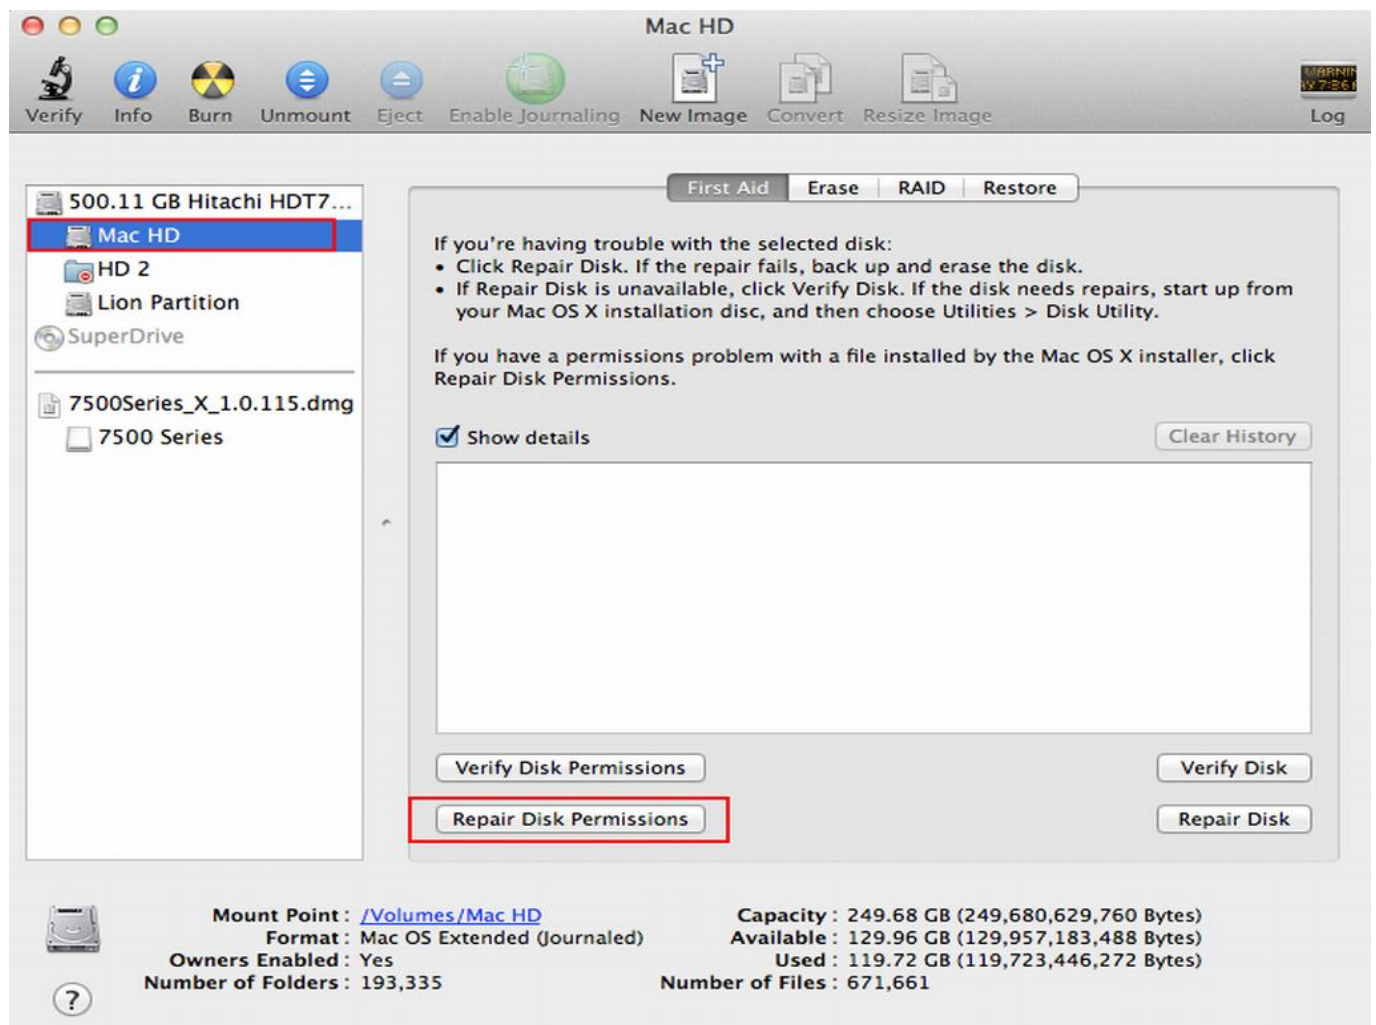 Mac HD
Verify Info Burn Unmount Eject Enable Journaling New Image Convert Resize Image Log
WARNIN
7:36
500.11 GB Hitachi HDT7...
Mac HD
HD 2
Lion Partition
SuperDrive
7500Series_X_1.0.115.dmg
7500 Series
First Aid Erase RAID Restore
If you're having trouble with the selected disk:
• Click Repair Disk. If the repair fails, back up and erase the disk.
• If Repair Disk is unavailable, click Verify Disk. If the disk needs repairs, start up from
your Mac OS X installation disc, and then choose Utilities > Disk Utility.
If you have a permissions problem with a file installed by the Mac OS X installer, click
Repair Disk Permissions.
Show details
Clear History
Verify Disk Permissions
Verify Disk
Repair Disk Permissions
Repair Disk
Mount Point : /Volumes/Mac HD
Format : Mac OS Extended (Journaled)
Owners Enabled : Yes
Number of Folders : 193,335
Capacity : 249.68 GB (249,680,629,760 Bytes)
Available : 129.96 GB (129,957,183,488 Bytes)
Used : 119.72 GB (119,723,446,272 Bytes)
Number of Files : 671,661
?